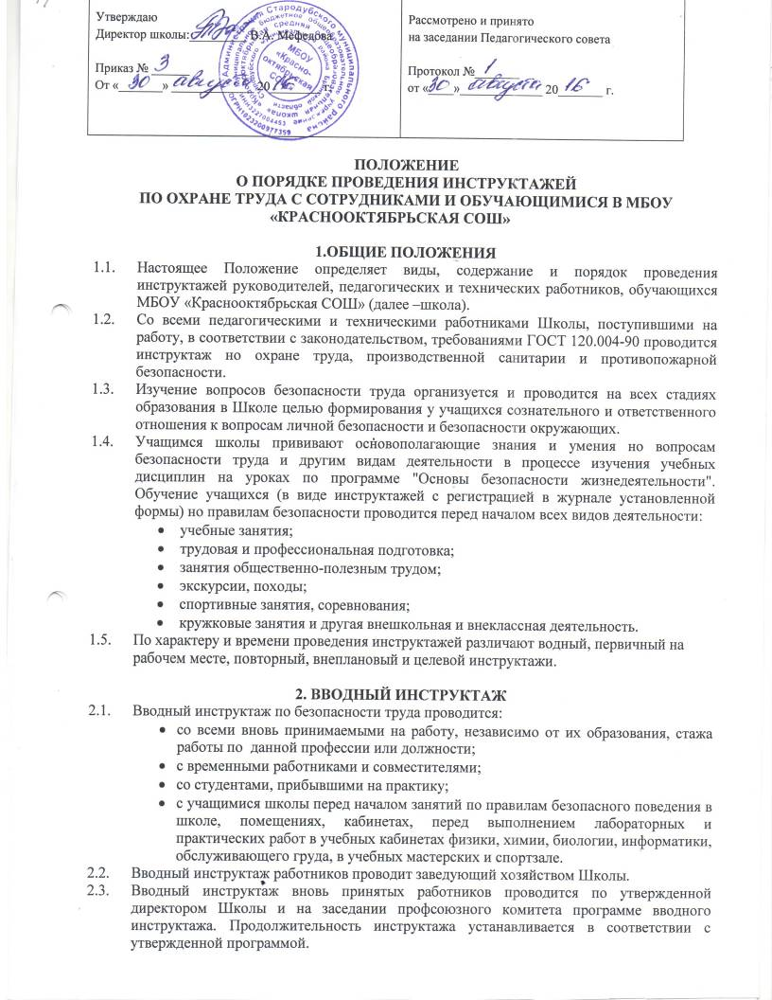 Утверждаю
Директор школы: В.А. Мефедова
Приказ № 3
От « 30 » августа 2016 г.
Рассмотрено и принято
на заседании Педагогического совета
Протокол № 1
от «30 » августа 2016 г.
МБОУ
«Красно-
октябрьская
СОШ»
ПОЛОЖЕНИЕ
О ПОРЯДКЕ ПРОВЕДЕНИЯ ИНСТРУКТАЖЕЙ
ПО ОХРАНЕ ТРУДА С СОТРУДНИКАМИ И ОБУЧАЮЩИМИСЯ В МБОУ
«КРАСНООКТЯБРЬСКАЯ СОШ»
1.ОБЩИЕ ПОЛОЖЕНИЯ
1.1. Настоящее Положение определяет виды, содержание и порядок проведения
инструктажей руководителей, педагогических и технических работников, обучающихся
МБОУ «Краснооктябрьская СОШ» (далее –школа).
1.2. Со всеми педагогическими и техническими работниками Школы, поступившими на
работу, в соответствии с законодательством, требованиями ГОСТ 120.004-90 проводится
инструктаж но охране труда, производственной санитарии и противопожарной
безопасности.
1.3. Изучение вопросов безопасности труда организуется и проводится на всех стадиях
образования в Школе целью формирования у учащихся сознательного и ответственного
отношения к вопросам личной безопасности и безопасности окружающих.
1.4. Учащимся школы прививают основополагающие знания и умения но вопросам
безопасности труда и другим видам деятельности в процессе изучения учебных
дисциплин на уроках по программе "Основы безопасности жизнедеятельности".
Обучение учащихся (в виде инструктажей с регистрацией в журнале установленной
формы) но правилам безопасности проводится перед началом всех видов деятельности:
• учебные занятия;
• трудовая и профессиональная подготовка;
• занятия общественно-полезным трудом;
• экскурсии, походы;
• спортивные занятия, соревнования;
• кружковые занятия и другая внешкольная и внеклассная деятельность.
1.5. По характеру и времени проведения инструктажей различают водный, первичный на
рабочем месте, повторный, внеплановый и целевой инструктажи.
2. ВВОДНЫЙ ИНСТРУКТАЖ
2.1. Вводный инструктаж по безопасности труда проводится:
• со всеми вновь принимаемыми на работу, независимо от их образования, стажа
работы по данной профессии или должности;
• с временными работниками и совместителями;
• со студентами, прибывшими на практику;
• с учащимися школы перед началом занятий по правилам безопасного поведения в
школе, помещениях, кабинетах, перед выполнением лабораторных и
практических работ в учебных кабинетах физики, химии, биологии, информатики,
обслуживающего груда, в учебных мастерских и спортзале.
2.2. Вводный инструктаж работников проводит заведующий хозяйством Школы.
2.3. Вводный инструктаж вновь принятых работников проводится по утвержденной
директором Школы и на заседании профсоюзного комитета программе вводного
инструктажа. Продолжительность инструктажа устанавливается в соответствии с
утвержденной программой.